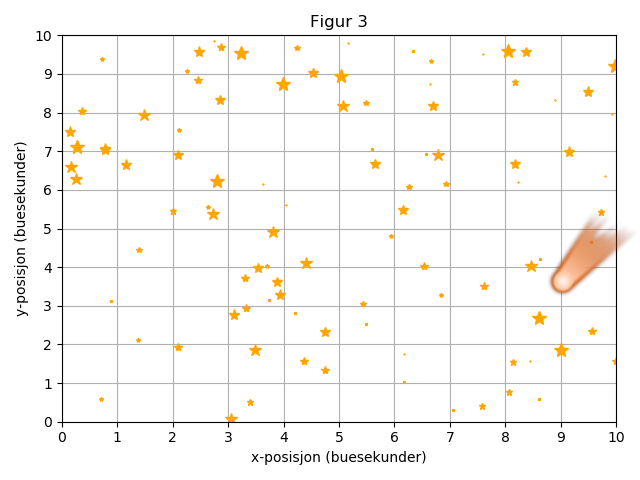 Figur 3
10
9
8
7
6
5
4
3
2
1
0
0 1 2 3 4 5 6 7 8 9 10
y-posisjon (buesekunder)
x-posisjon (buesekunder)